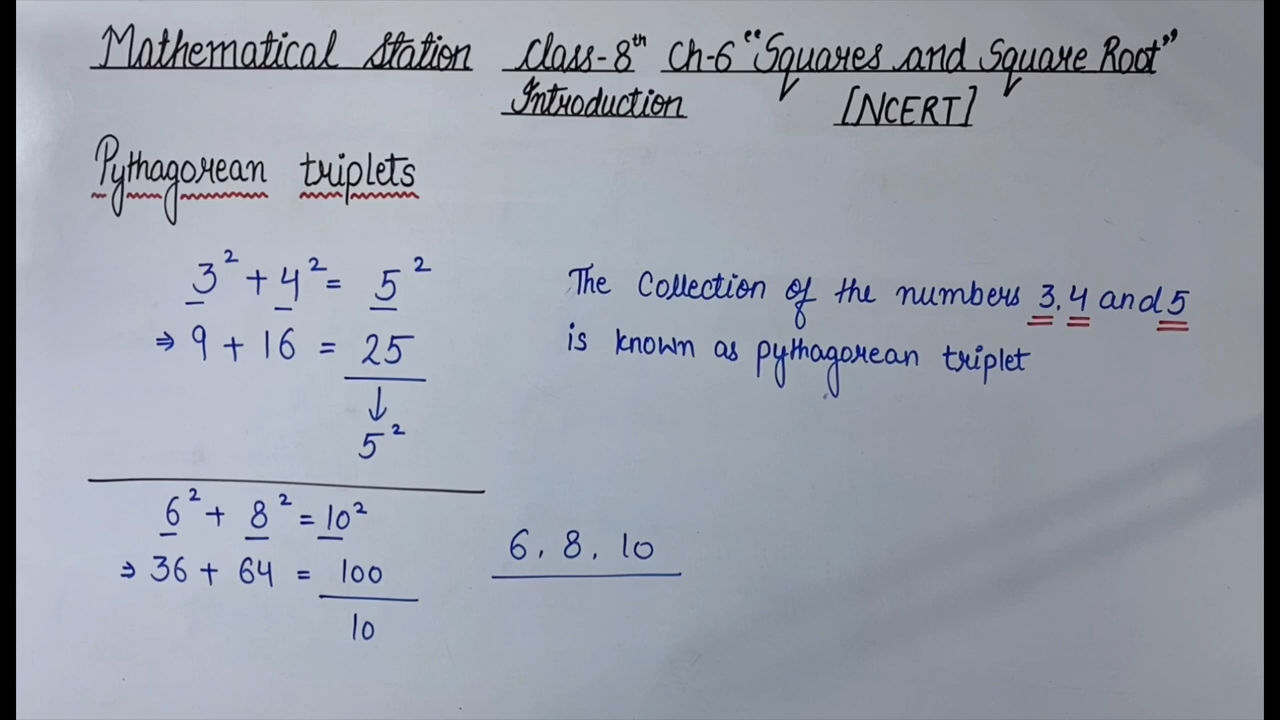 Mathematical Station Class-8th Ch-6 "Squares and Square Root"
Introduction [NCERT]
Pythagorean triplets
3² + 4² = 5²
⇒ 9 + 16 = 25
↓
5²
The Collection of the numbers 3, 4 and 5
is known as pythagorean triplet
6² + 8² = 10²
⇒ 36 + 64 = 100
10
6, 8, 10